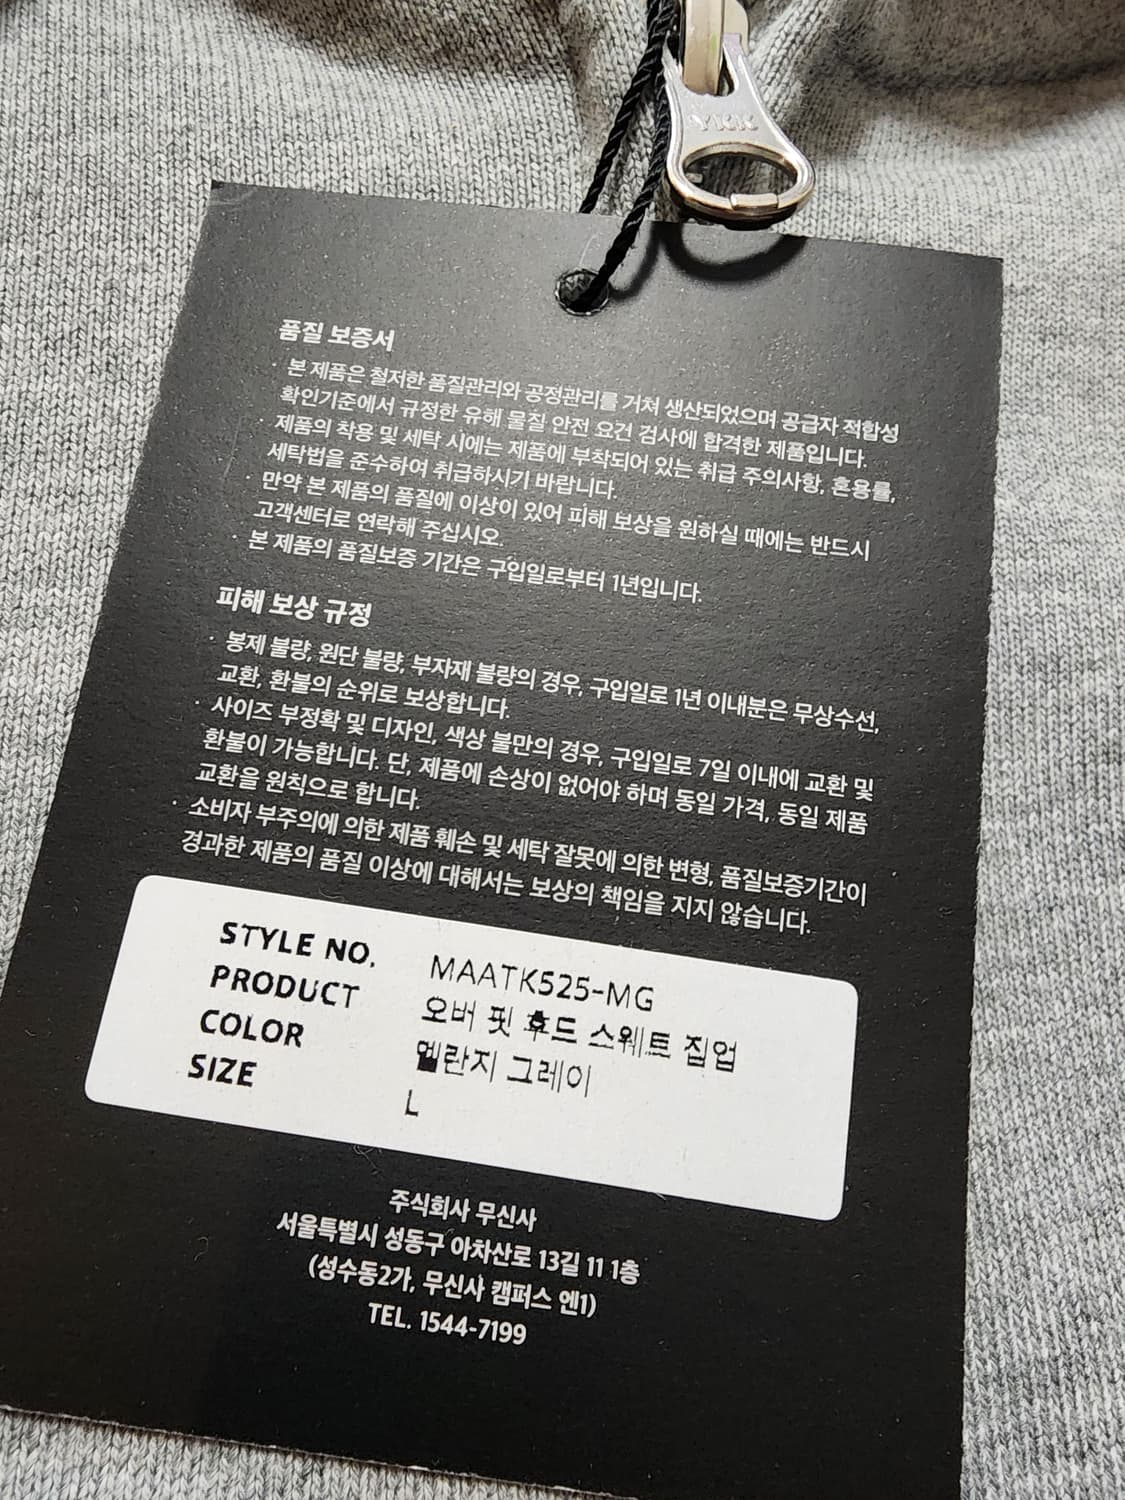 YKK
품질 보증서
· 본 제품은 철저한 품질관리와 공정관리를 거쳐 생산되었으며 공급자 적합성
확인기준에서 규정한 유해 물질 안전 요건 검사에 합격한 제품입니다.
· 제품의 착용 및 세탁 시에는 제품에 부착되어 있는 취급 주의사항, 혼용률,
세탁법을 준수하여 취급하시기 바랍니다.
· 만약 본 제품의 품질에 이상이 있어 피해 보상을 원하실 때에는 반드시
고객센터로 연락해 주십시오.
· 본 제품의 품질보증 기간은 구입일로부터 1년입니다.
피해 보상 규정
· 봉제 불량, 원단 불량, 부자재 불량의 경우, 구입일로 1년 이내분은 무상수선,
교환, 환불의 순위로 보상합니다.
· 사이즈 부정확 및 디자인, 색상 불만의 경우, 구입일로 7일 이내에 교환 및
환불이 가능합니다. 단, 제품에 손상이 없어야 하며 동일 가격, 동일 제품
교환을 원칙으로 합니다.
· 소비자 부주의에 의한 제품 훼손 및 세탁 잘못에 의한 변형, 품질보증기간이
경과한 제품의 품질 이상에 대해서는 보상의 책임을 지지 않습니다.
STYLE NO. MAATK525-MG
PRODUCT 오버 핏 후드 스웨트 집업
COLOR 멜란지 그레이
SIZE L
주식회사 무신사
서울특별시 성동구 아차산로 13길 11 1층
(성수동2가, 무신사 캠퍼스 엔1)
TEL. 1544-7199